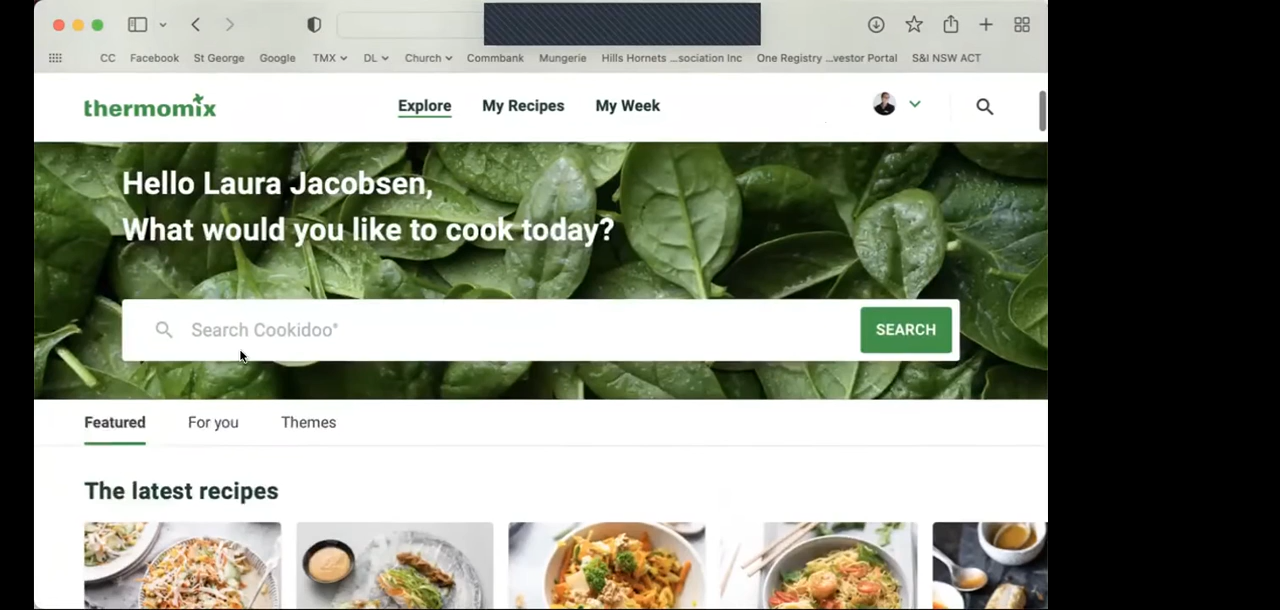 CC Facebook St George Google TMX DL Church Commbank Mungerie Hills Hornets ...sociation Inc One Registry ...vestor Portal S&I NSW ACT
thermomix Explore My Recipes My Week
Hello Laura Jacobsen,
What would you like to cook today?
Search Cookidoo® SEARCH
Featured For you Themes
The latest recipes